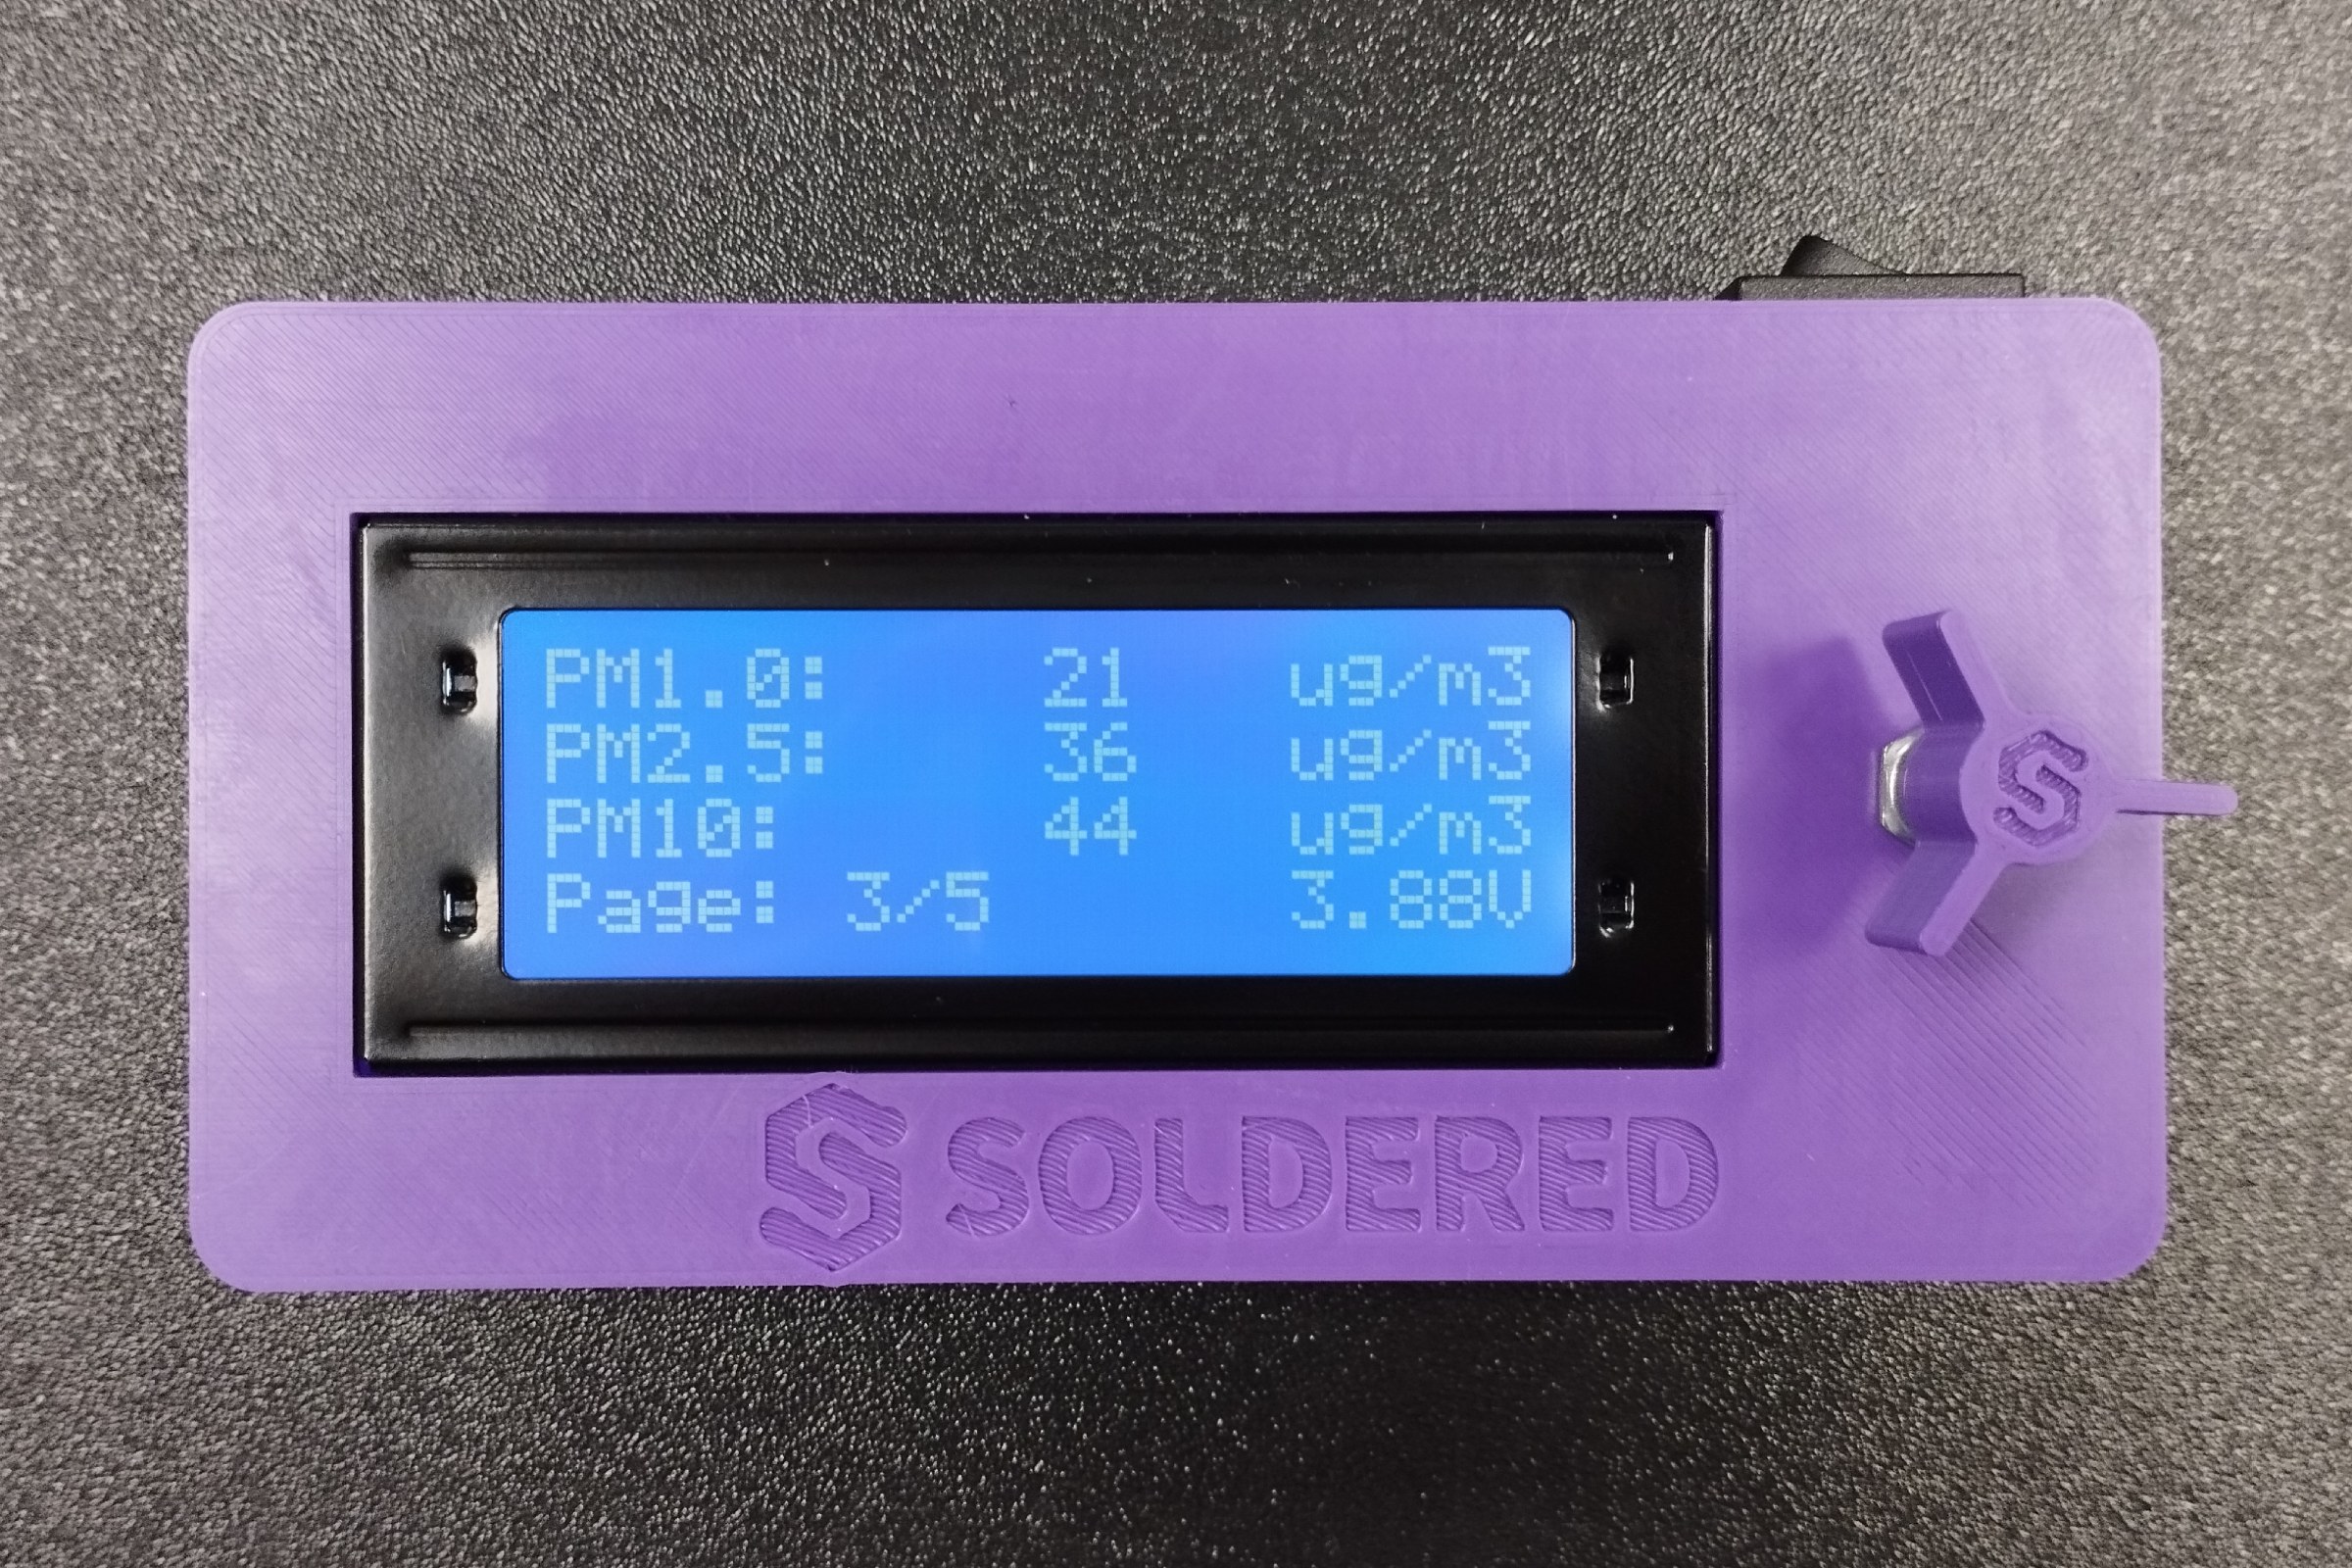 PM1.0: 21 ug/m3
PM2.5: 36 ug/m3
PM10: 44 ug/m3
Page: 3/5 3.88V
SOLDERED